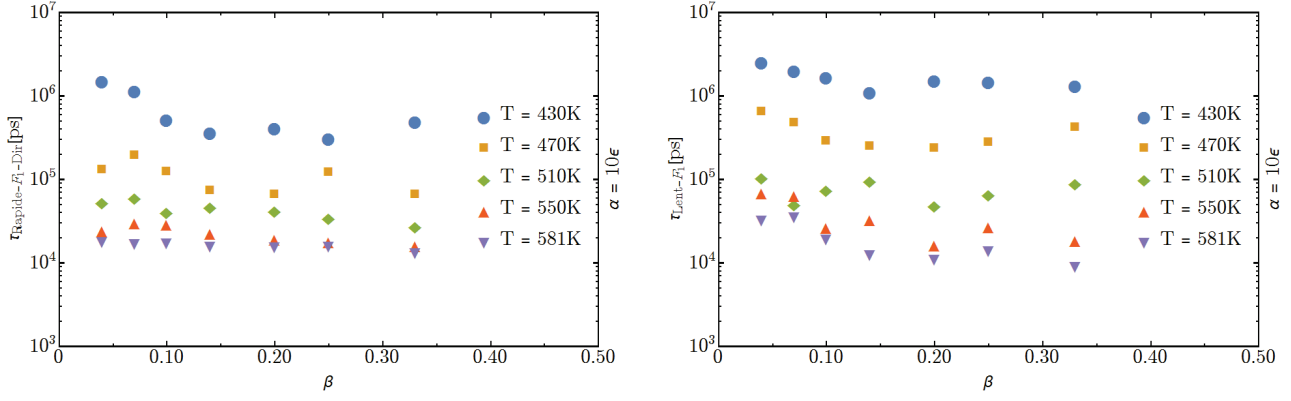 10⁷
10⁶
10⁵
10⁴
10³
τRapide-F₁-Dir[ps]
0 0.10 0.20 0.30 0.40 0.50
β
T = 430K
T = 470K
T = 510K
T = 550K
T = 581K
α = 10ϵ
10⁷
10⁶
10⁵
10⁴
10³
τLent-F₁[ps]
0 0.10 0.20 0.30 0.40 0.50
β
T = 430K
T = 470K
T = 510K
T = 550K
T = 581K
α = 10ϵ